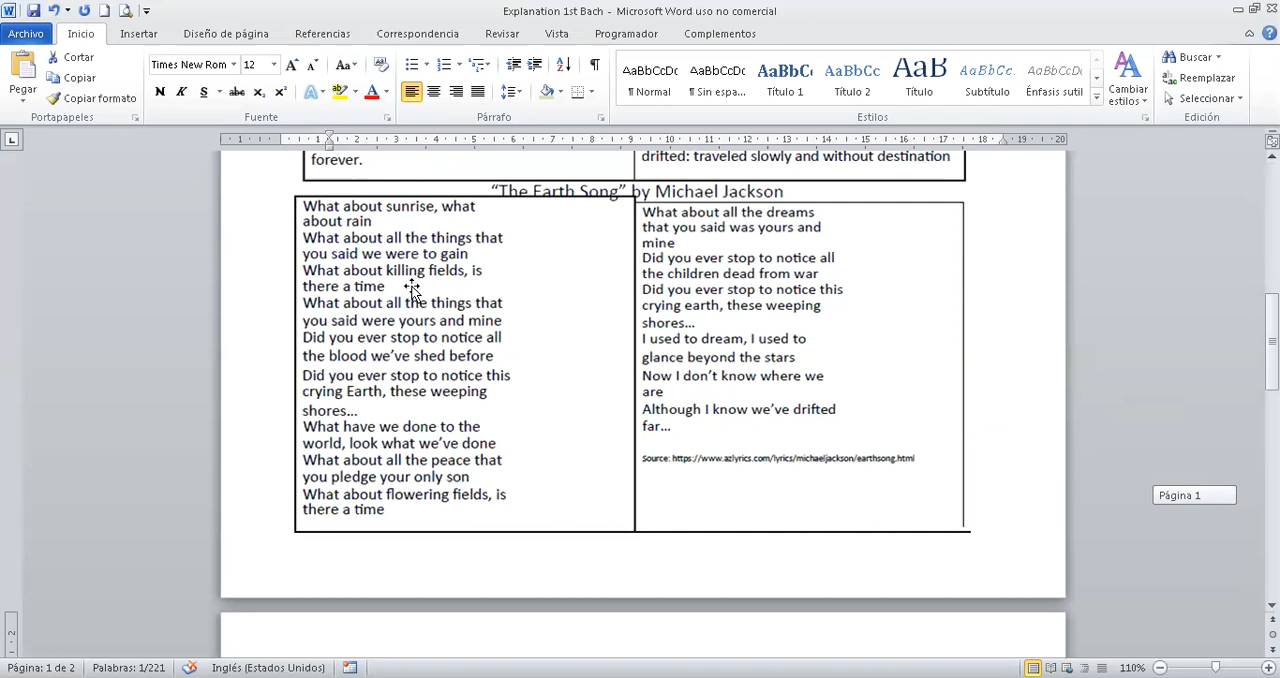 Explanation 1st Bach - Microsoft Word uso no comercial
Archivo Inicio Insertar Diseño de página Referencias Correspondencia Revisar Vista Programador Complementos
Pegar
Cortar
Copiar
Copiar formato
Portapapeles
Times New Rom 12
N K S abc x₂ x²
Fuente
Párrafo
AaBbCcDc
¶ Normal
AaBbCcDc
¶ Sin espa...
AaBbC
Título 1
AaBbCc
Título 2
AaB
Título
AaBbCc.
Subtítulo
AaBbCcDc
Énfasis sutil
Cambiar
estilos
Estilos
Buscar
Reemplazar
Seleccionar
Edición
forever.
drifted: traveled slowly and without destination
“The Earth Song” by Michael Jackson
What about sunrise, what
about rain
What about all the things that
you said we were to gain
What about killing fields, is
there a time
What about all the things that
you said were yours and mine
Did you ever stop to notice all
the blood we’ve shed before
Did you ever stop to notice this
crying Earth, these weeping
shores...
What have we done to the
world, look what we’ve done
What about all the peace that
you pledge your only son
What about flowering fields, is
there a time
What about all the dreams
that you said was yours and
mine
Did you ever stop to notice all
the children dead from war
Did you ever stop to notice this
crying earth, these weeping
shores...
I used to dream, I used to
glance beyond the stars
Now I don’t know where we
are
Although I know we’ve drifted
far...
Source: https://www.azlyrics.com/lyrics/michaeljackson/earthsong.html
Página 1
Página: 1 de 2 Palabras: 1/221 Inglés (Estados Unidos) 110%